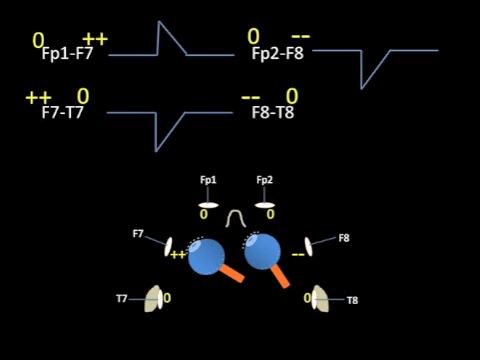 0 ++ 0 --
Fp1-F7 Fp2-F8
++ 0 -- 0
F7-T7 F8-T8
Fp1 Fp2
0 0
F7 F8
++ --
T7 0 0 T8